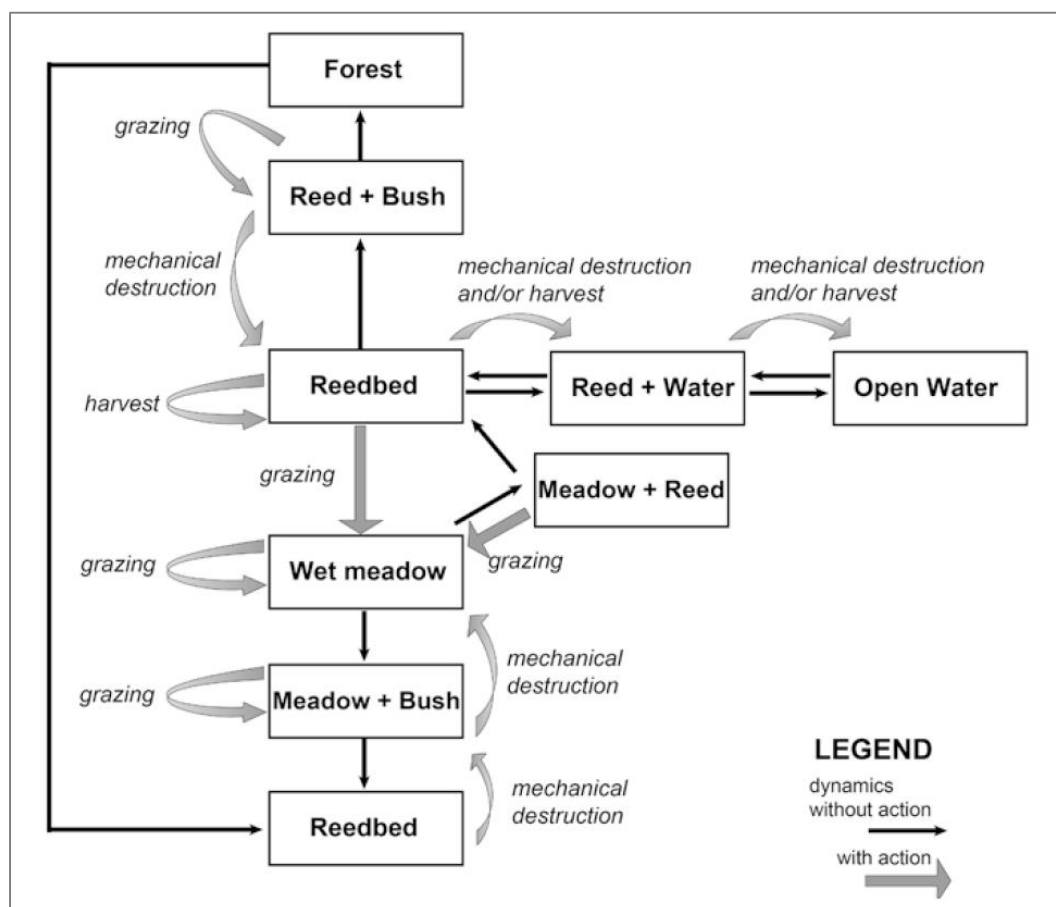 Forest
grazing
Reed + Bush
mechanical
destruction
mechanical destruction
and/or harvest
mechanical destruction
and/or harvest
Reedbed
Reed + Water
Open Water
harvest
grazing
Meadow + Reed
grazing
Wet meadow
grazing
mechanical
destruction
grazing
Meadow + Bush
LEGEND
dynamics
without action
mechanical
destruction
Reedbed
with action